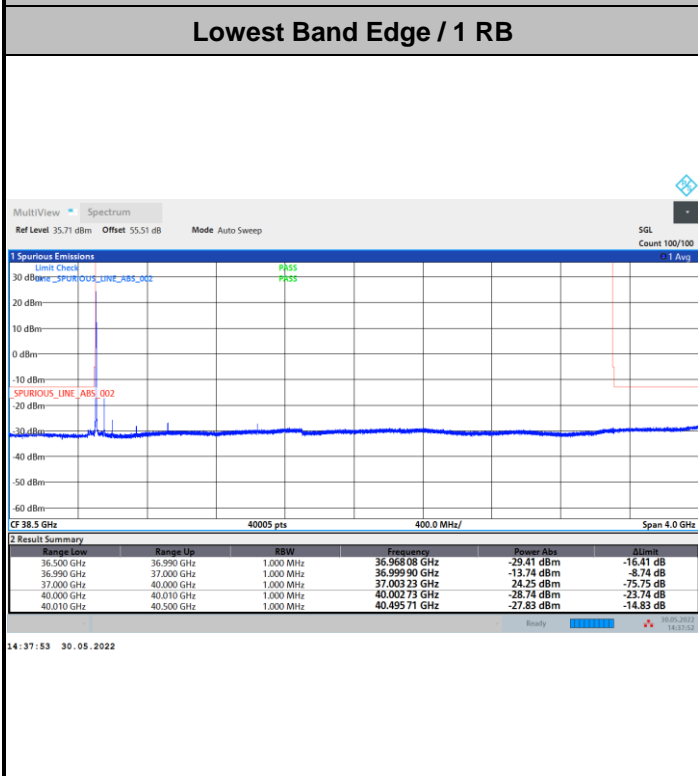 Lowest Band Edge / 1 RB
MultiView Spectrum
Ref Level 35.71 dBm Offset 55.51 dB Mode Auto Sweep SGL
Count 100/100
1 Spurious Emissions 1 Avg
Limit Check PASS
30 dBm Line _SPURIOUS_LINE_ABS_002 PASS
20 dBm
10 dBm
0 dBm
-10 dBm
_SPURIOUS_LINE_ABS_002
-20 dBm
-30 dBm
-40 dBm
-50 dBm
-60 dBm
CF 38.5 GHz 40005 pts 400.0 MHz/ Span 4.0 GHz
2 Result Summary
Range Low Range Up RBW Frequency Power Abs ΔLimit
36.500 GHz 36.990 GHz 1.000 MHz 36.968 08 GHz -29.41 dBm -16.41 dB
36.990 GHz 37.000 GHz 1.000 MHz 36.999 90 GHz -13.74 dBm -8.74 dB
37.000 GHz 40.000 GHz 1.000 MHz 37.003 23 GHz 24.25 dBm -75.75 dB
40.000 GHz 40.010 GHz 1.000 MHz 40.002 73 GHz -28.74 dBm -23.74 dB
40.010 GHz 40.500 GHz 1.000 MHz 40.495 71 GHz -27.83 dBm -14.83 dB
Ready 30.05.2022
14:37:52
14:37:53 30.05.2022